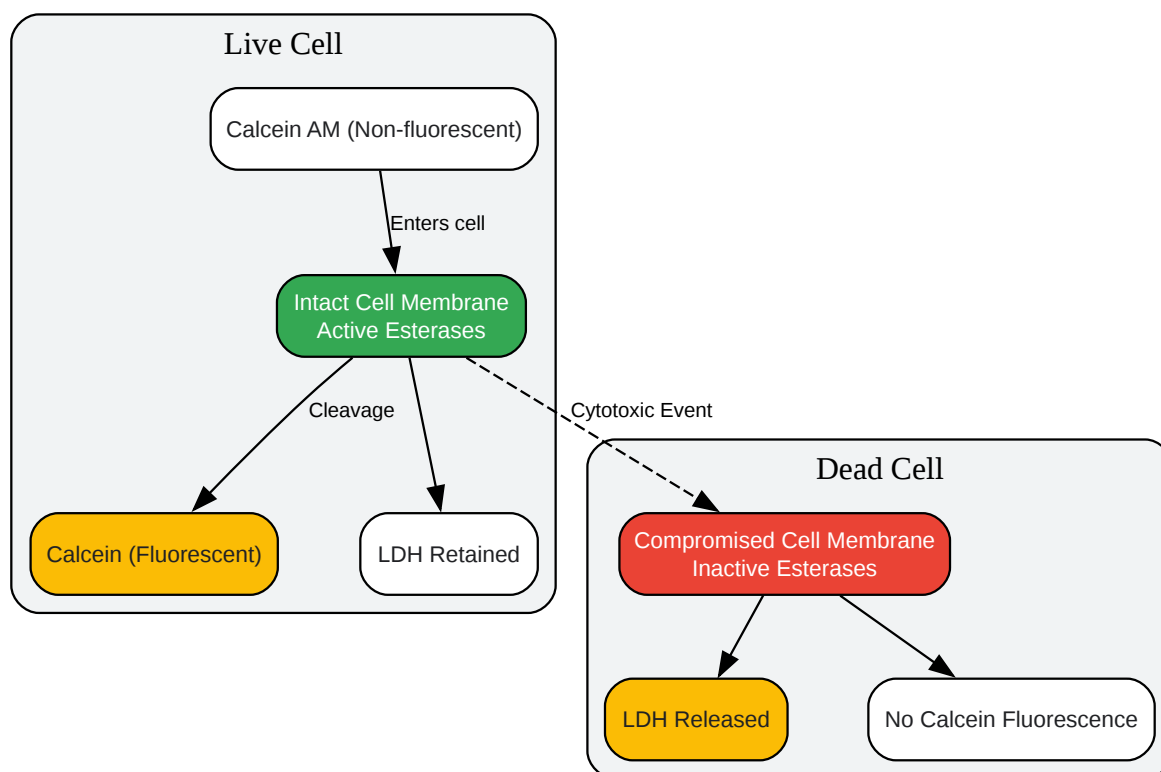 Live Cell
Calcein AM (Non-fluorescent)
Enters cell
Intact Cell Membrane
Active Esterases
Cleavage
Cytotoxic Event
Calcein (Fluorescent)
LDH Retained
Dead Cell
Compromised Cell Membrane
Inactive Esterases
LDH Released
No Calcein Fluorescence